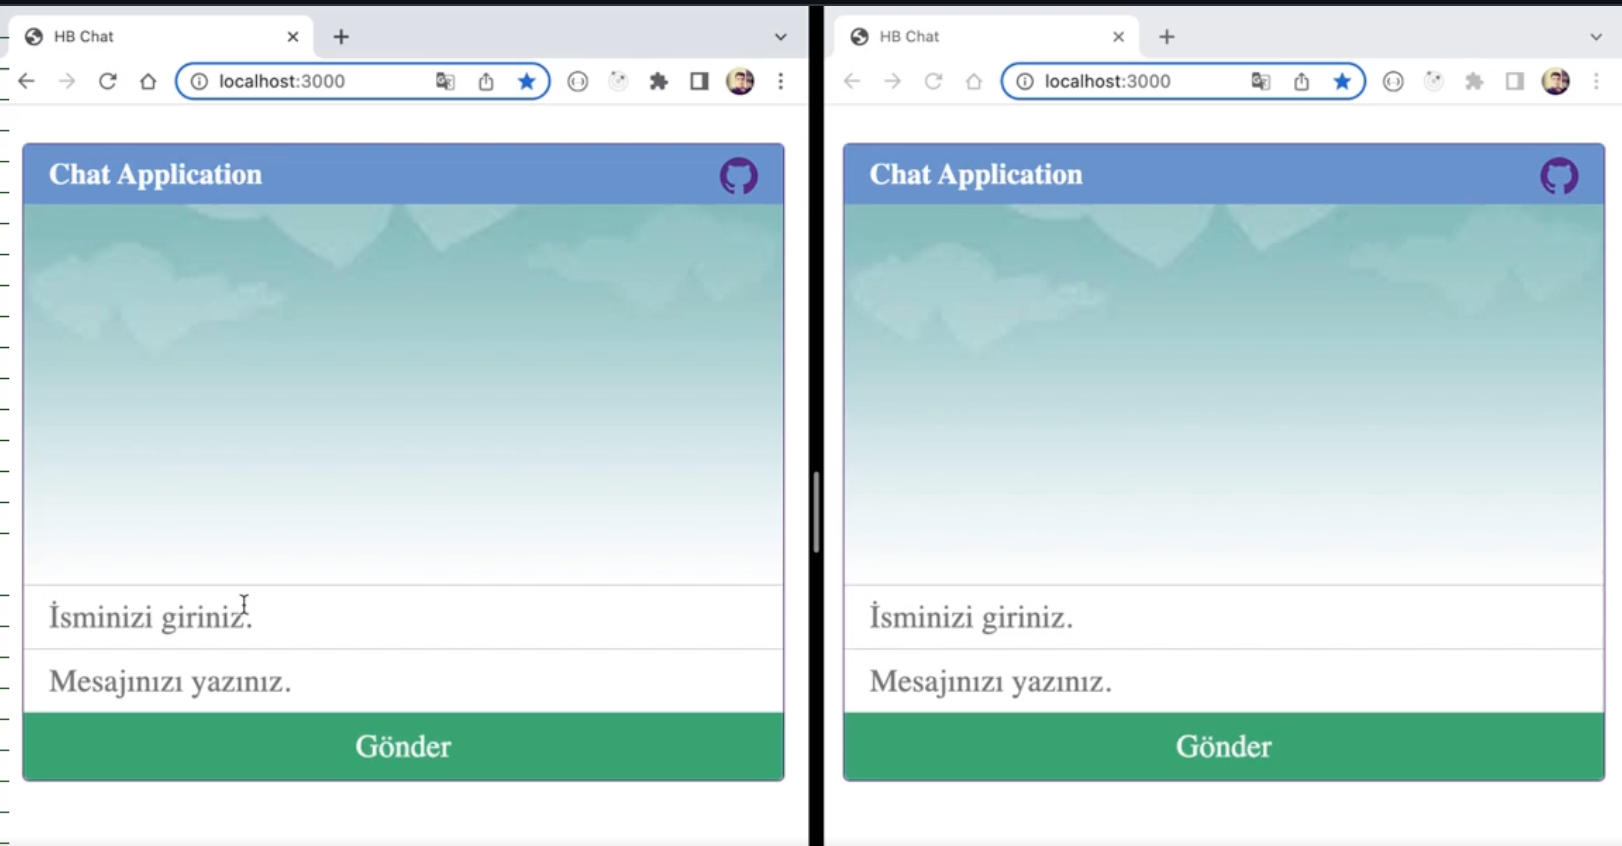 HB Chat
localhost:3000
Chat Application
İsminizi giriniz.
Mesajınızı yazınız.
Gönder
HB Chat
localhost:3000
Chat Application
İsminizi giriniz.
Mesajınızı yazınız.
Gönder